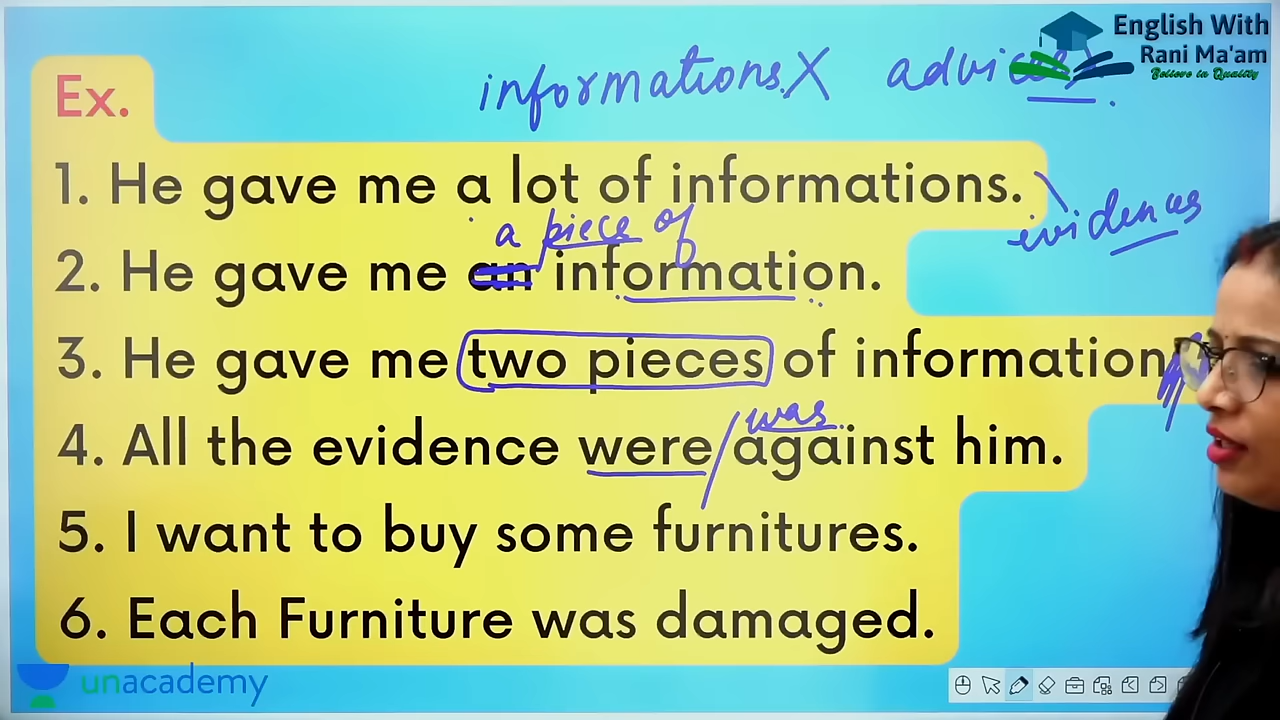 English With
Rani Ma'am
Believe in Quality
Ex.
informations X advices.
1. He gave me a lot of informations.
evidences
a piece of
2. He gave me an information.
3. He gave me two pieces of information
was
4. All the evidence were/against him.
5. I want to buy some furnitures.
6. Each Furniture was damaged.
unacademy